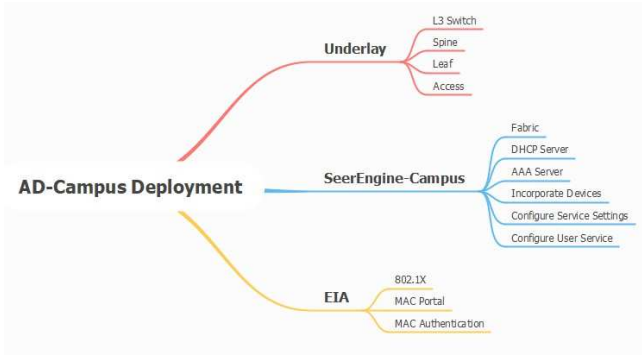 AD-Campus Deployment
Underlay
L3 Switch
Spine
Leaf
Access
SeerEngine-Campus
Fabric
DHCP Server
AAA Server
Incorporate Devices
Configure Service Settings
Configure User Service
EIA
802.1X
MAC Portal
MAC Authentication